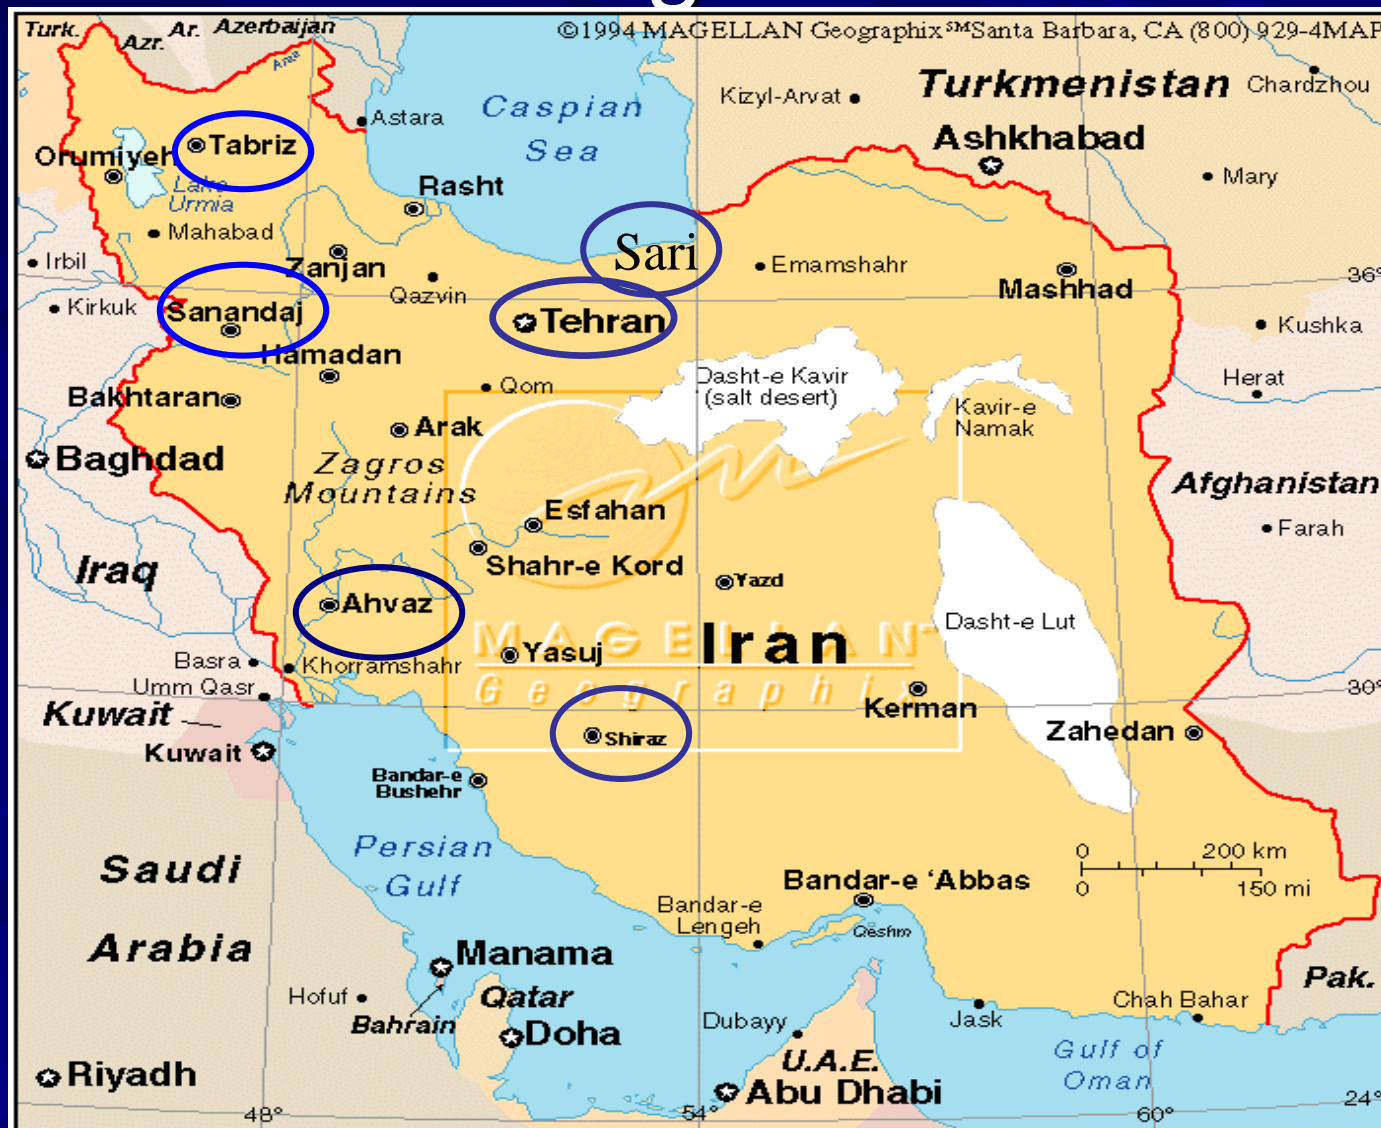 g
Turk.
Ar.
Azerbaijan
Azr.
©1994 MAGELLAN Geographix℠Santa Barbara, CA (800) 929-4MAP
Turkmenistan
Chardzhou
Kizyl-Arvat
Caspian
Sea
Astara
Ashkhabad
Tabriz
Orumiyeh
Lake
Urmia
Rasht
Mary
Mahabad
Sari
Irbil
Zanjan
Emamshahr
36°
Qazvin
Mashhad
Kirkuk
Sanandaj
Tehran
Kushka
Hamadan
Qom
Dasht-e Kavir
(salt desert)
Herat
Bakhtaran
Kavir-e
Namak
Arak
Baghdad
Zagros
Mountains
Afghanistan
Esfahan
Farah
Iraq
Shahr-e Kord
Yazd
Ahvaz
Dasht-e Lut
MAGELLAN
Geographix
Iran
Yasuj
Basra
Khorramshahr
Umm Qasr
30°
Kuwait
Kerman
Shiraz
Zahedan
Kuwait
Bandar-e
Bushehr
Persian
Gulf
0 200 km
0 150 mi
Saudi
Arabia
Bandar-e ‘Abbas
Bandar-e
Lengeh
Qeshm
Manama
Pak.
Hofuf
Qatar
Bahrain
Chah Bahar
Dubayy
Jask
Doha
Gulf of
Oman
U.A.E.
Riyadh
Abu Dhabi
48°
54°
60°
24°